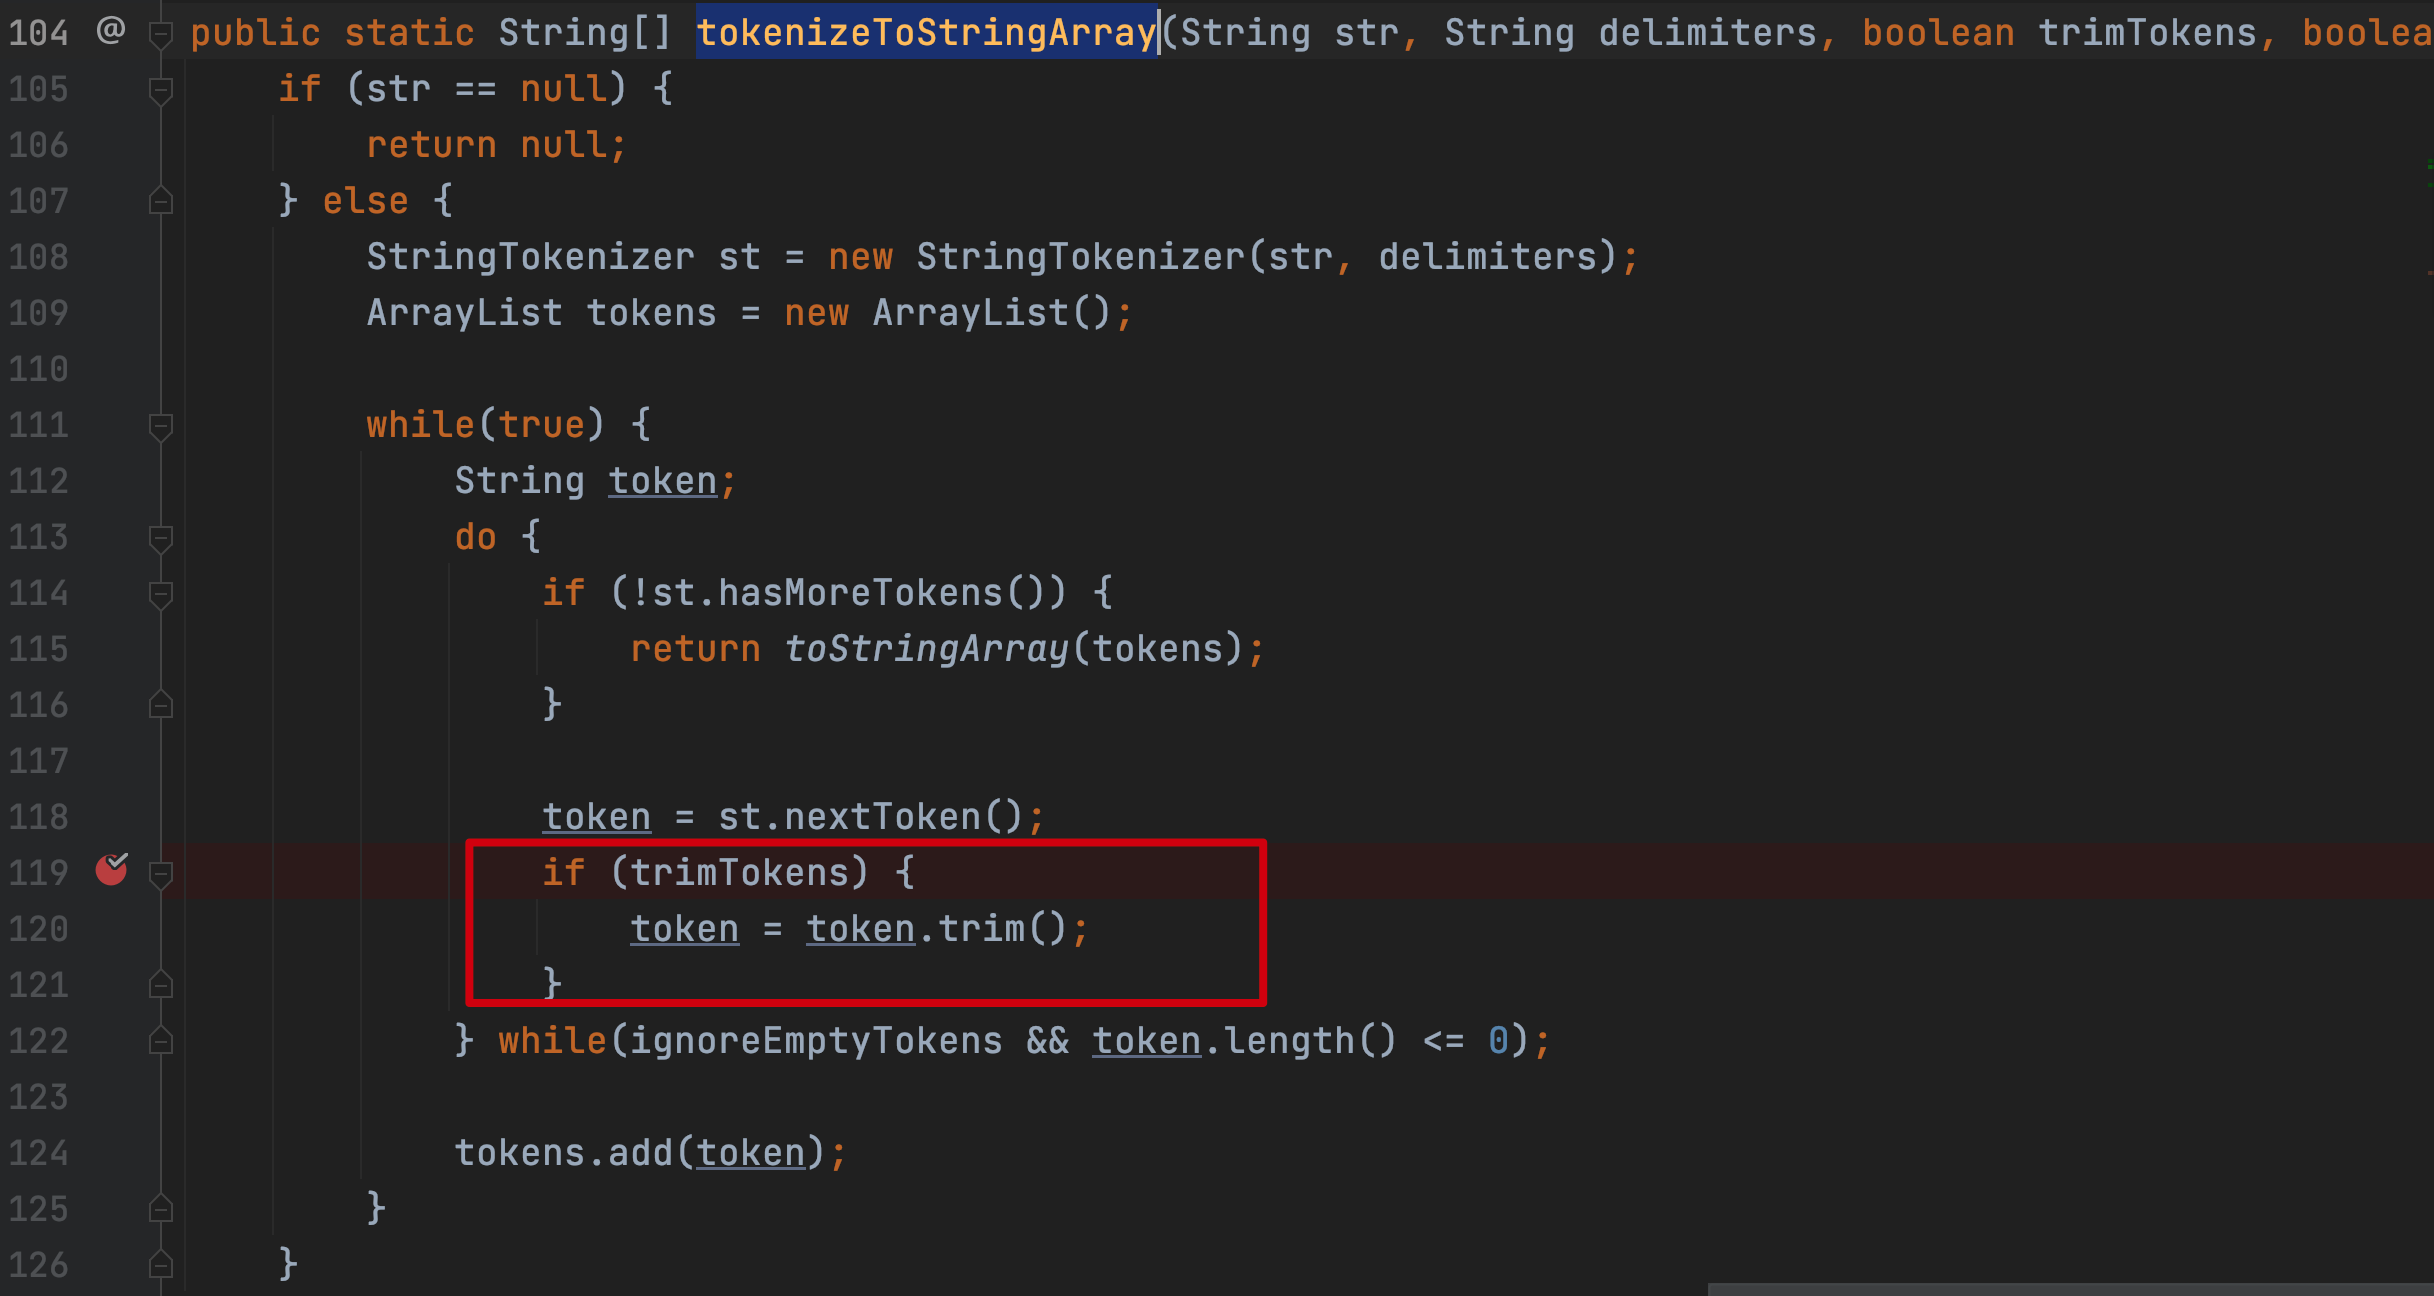 104 @ public static String[] tokenizeToStringArray(String str, String delimiters, boolean trimTokens, boolea
105 if (str == null) {
106 return null;
107 } else {
108 StringTokenizer st = new StringTokenizer(str, delimiters);
109 ArrayList tokens = new ArrayList();
110
111 while(true) {
112 String token;
113 do {
114 if (!st.hasMoreTokens()) {
115 return toStringArray(tokens);
116 }
117
118 token = st.nextToken();
119 if (trimTokens) {
120 token = token.trim();
121 }
122 } while(ignoreEmptyTokens && token.length() <= 0);
123
124 tokens.add(token);
125 }
126 }